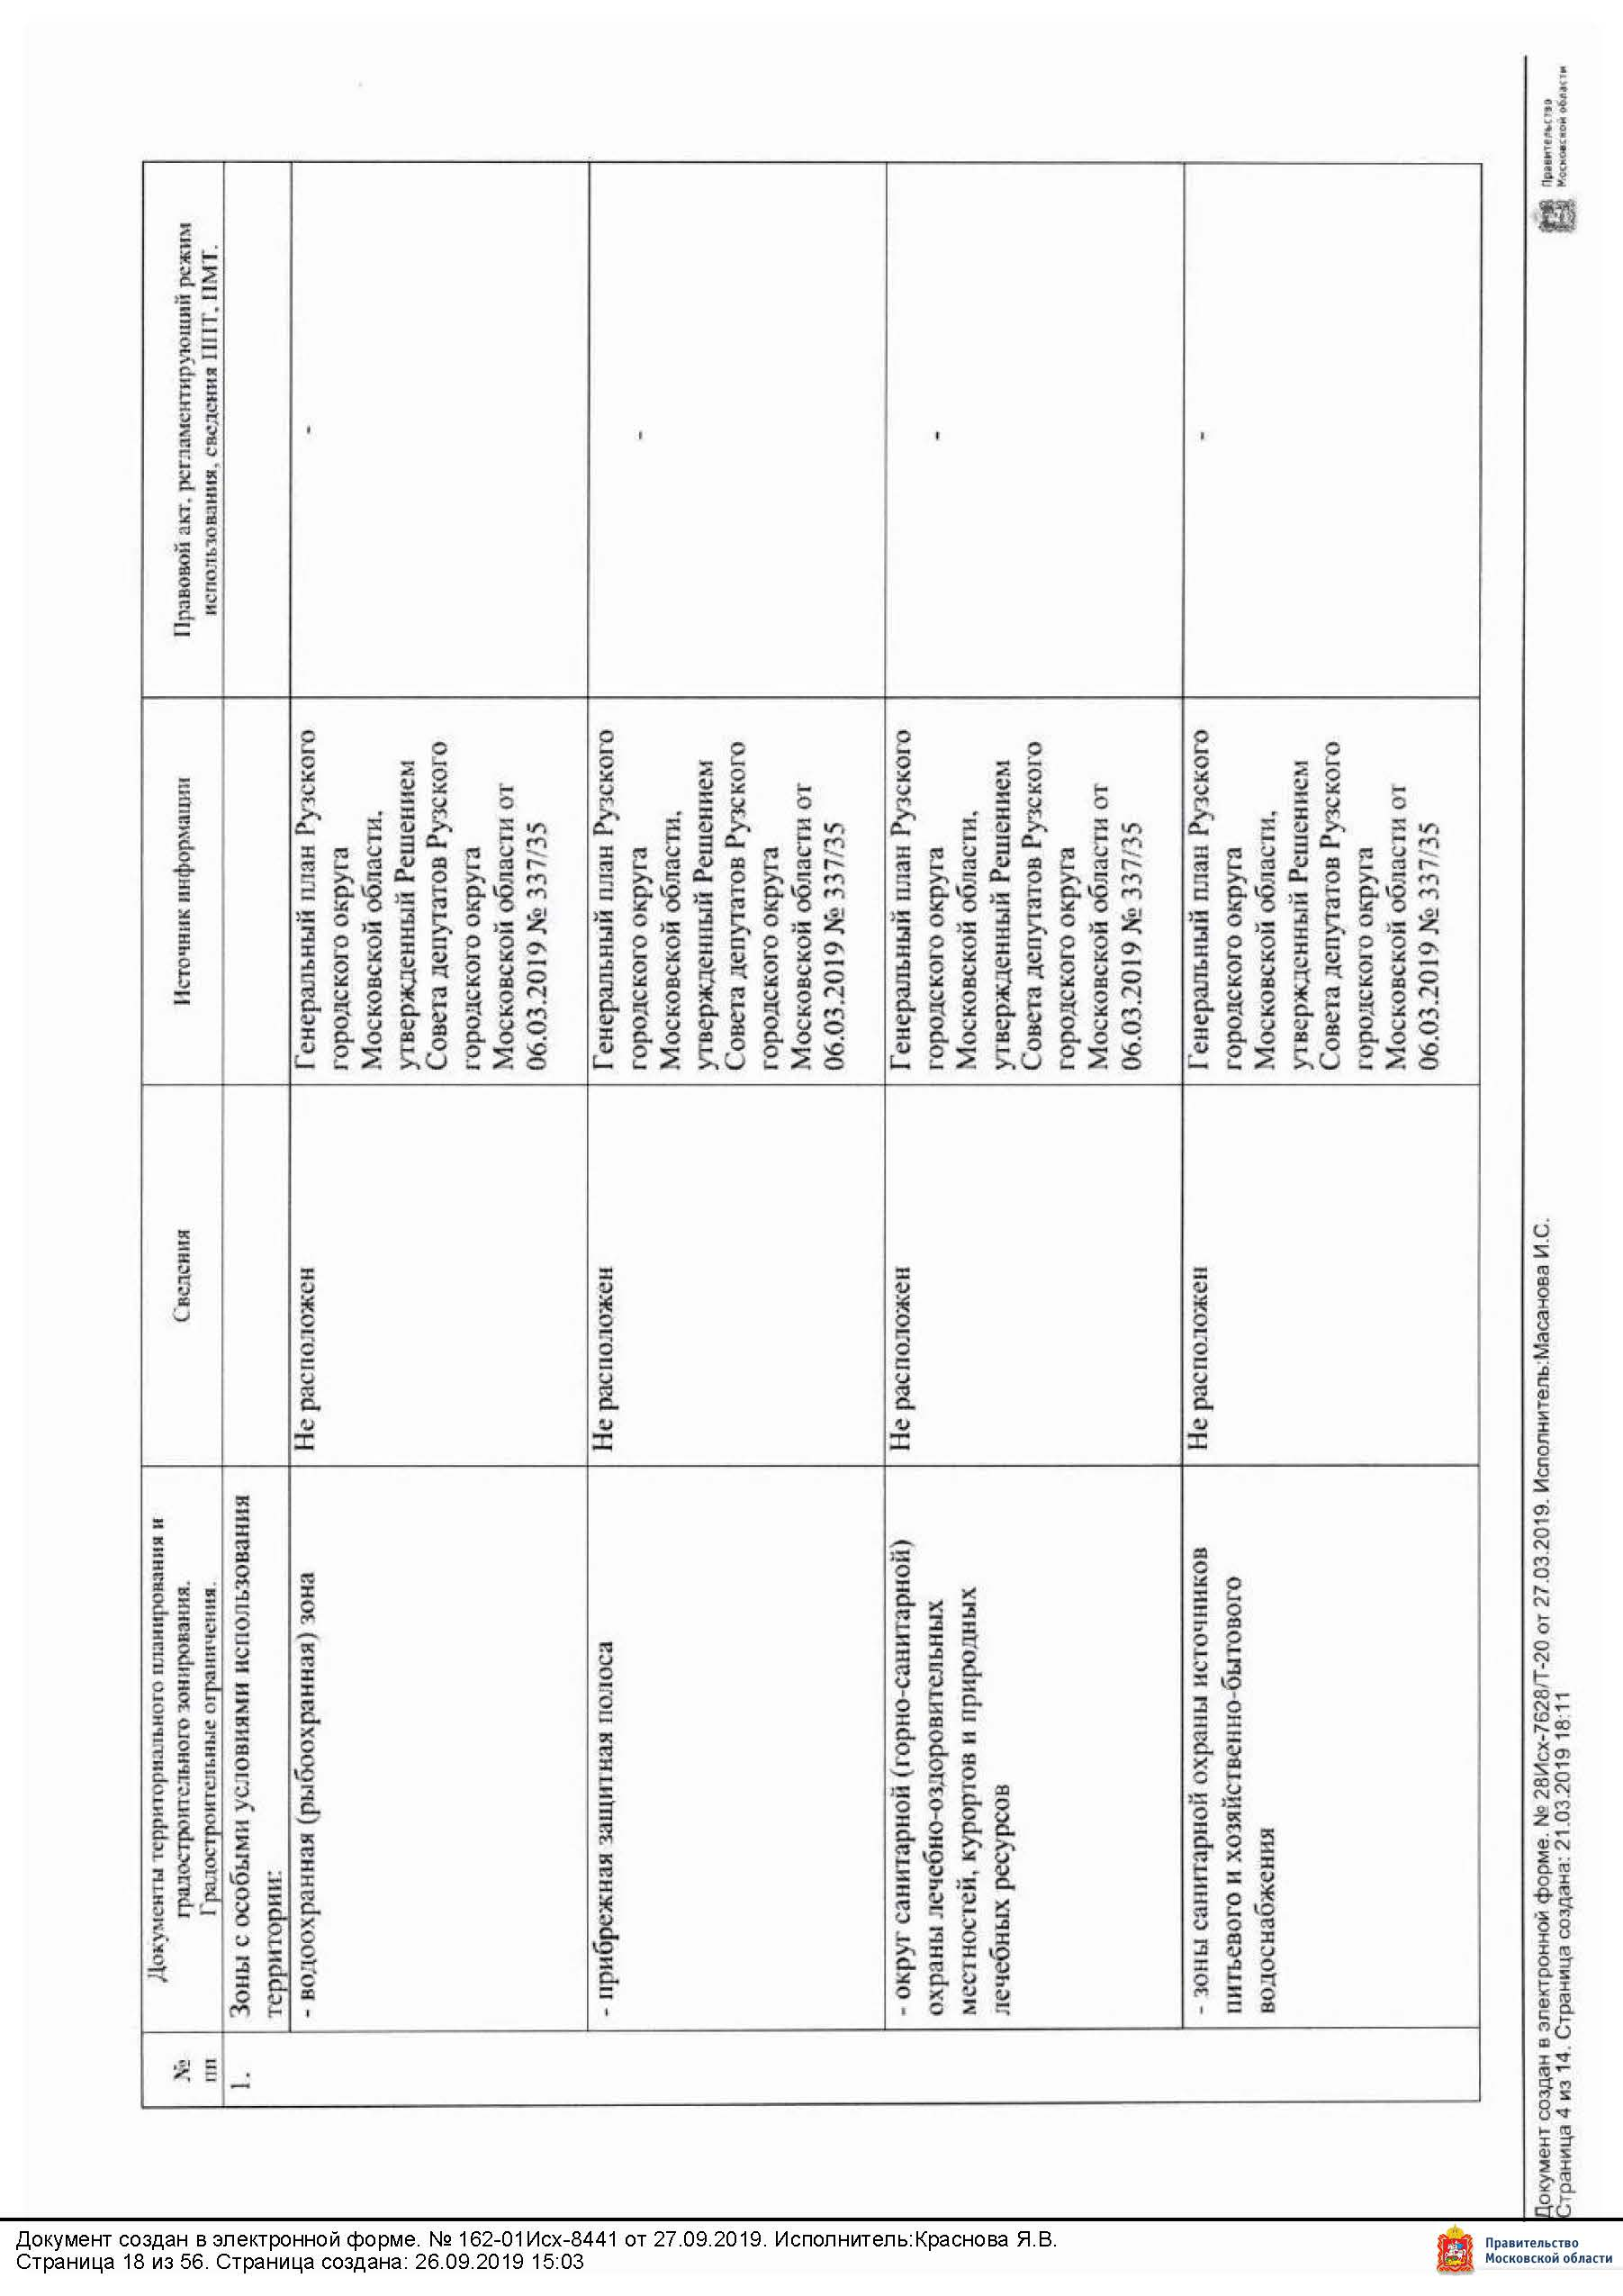 №
пп
Документы территориального планирования и
градостроительного зонирования.
Градостроительные ограничения.
Сведения
Источник информации
Правовой акт, регламентирующий режим
использования, сведения ППТ, ПМТ.
1.
Зоны с особыми условиями использования
территории:
- водоохранная (рыбоохранная) зона
Не расположен
Генеральный план Рузского
городского округа
Московской области,
утвержденный Решением
Совета депутатов Рузского
городского округа
Московской области от
06.03.2019 № 337/35
-
- прибрежная защитная полоса
Не расположен
Генеральный план Рузского
городского округа
Московской области,
утвержденный Решением
Совета депутатов Рузского
городского округа
Московской области от
06.03.2019 № 337/35
-
- округ санитарной (горно-санитарной)
охраны лечебно-оздоровительных
местностей, курортов и природных
лечебных ресурсов
Не расположен
Генеральный план Рузского
городского округа
Московской области,
утвержденный Решением
Совета депутатов Рузского
городского округа
Московской области от
06.03.2019 № 337/35
-
- зоны санитарной охраны источников
питьевого и хозяйственно-бытового
водоснабжения
Не расположен
Генеральный план Рузского
городского округа
Московской области,
утвержденный Решением
Совета депутатов Рузского
городского округа
Московской области от
06.03.2019 № 337/35
-
Документ создан в электронной форме. № 28Исх-7628/Т-20 от 27.03.2019. Исполнитель:Масанова И.С.
Страница 4 из 14. Страница создана: 21.03.2019 18:11
Правительство
Московской области
Документ создан в электронной форме. № 162-01Исх-8441 от 27.09.2019. Исполнитель:Краснова Я.В.
Страница 18 из 56. Страница создана: 26.09.2019 15:03
Правительство
Московской области